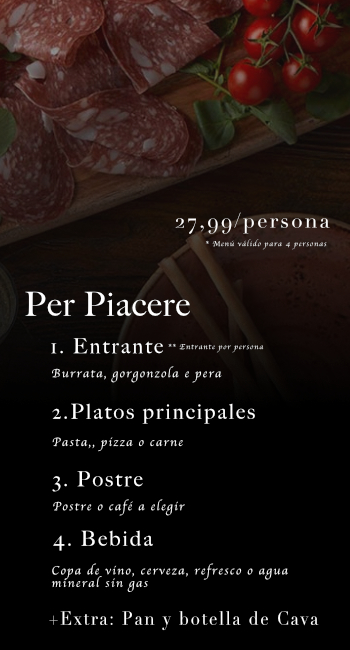 27,99/persona
* Menú válido para 4 personas
Per Piacere
1. Entrante ** Entrante por persona
Burrata, gorgonzola e pera
2.Platos principales
Pasta,, pizza o carne
3. Postre
Postre o café a elegir
4. Bebida
Copa de vino, cerveza, refresco o agua
mineral sin gas
+Extra: Pan y botella de Cava